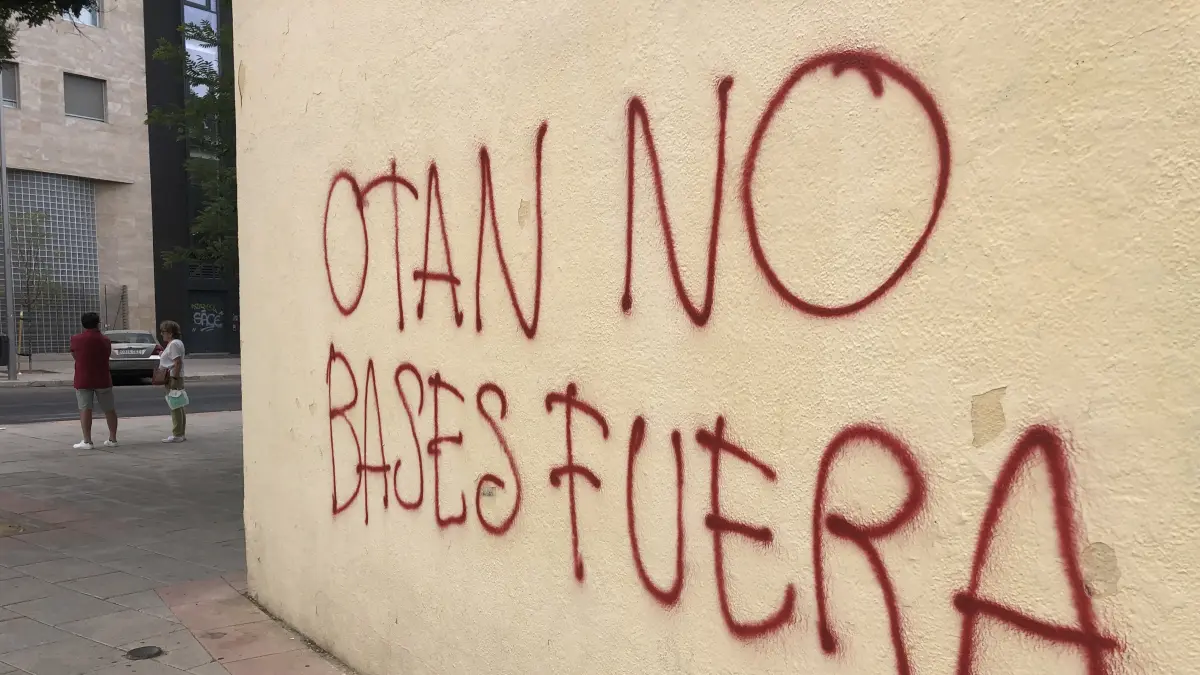 OTAN NO
BASES FUERA